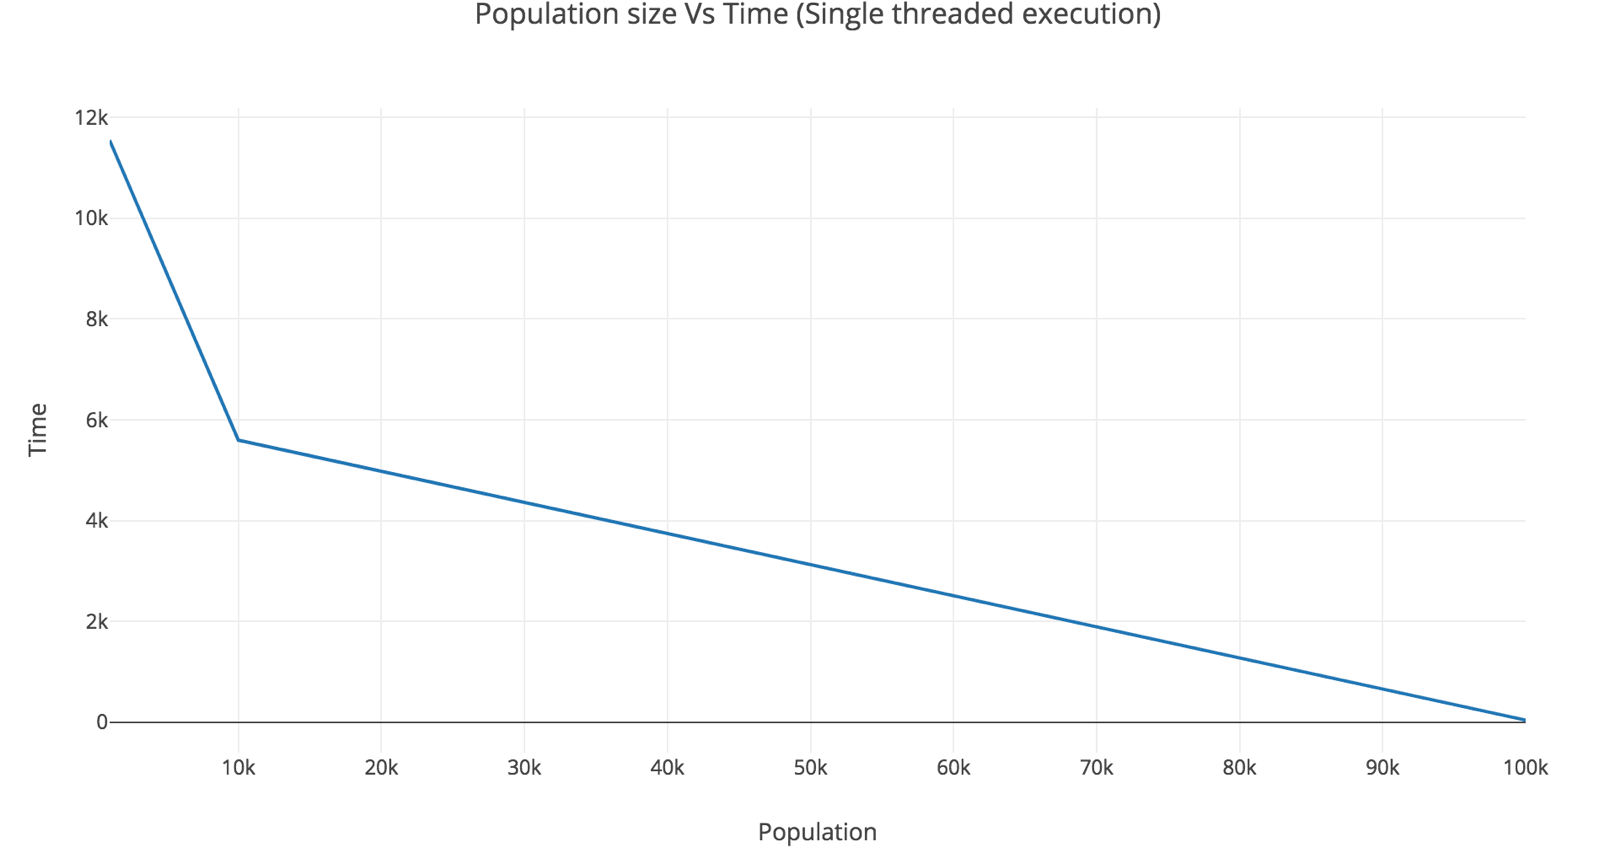 Population size Vs Time (Single threaded execution)
12k
10k
8k
6k
4k
2k
0
Time
10k 20k 30k 40k 50k 60k 70k 80k 90k 100k
Population